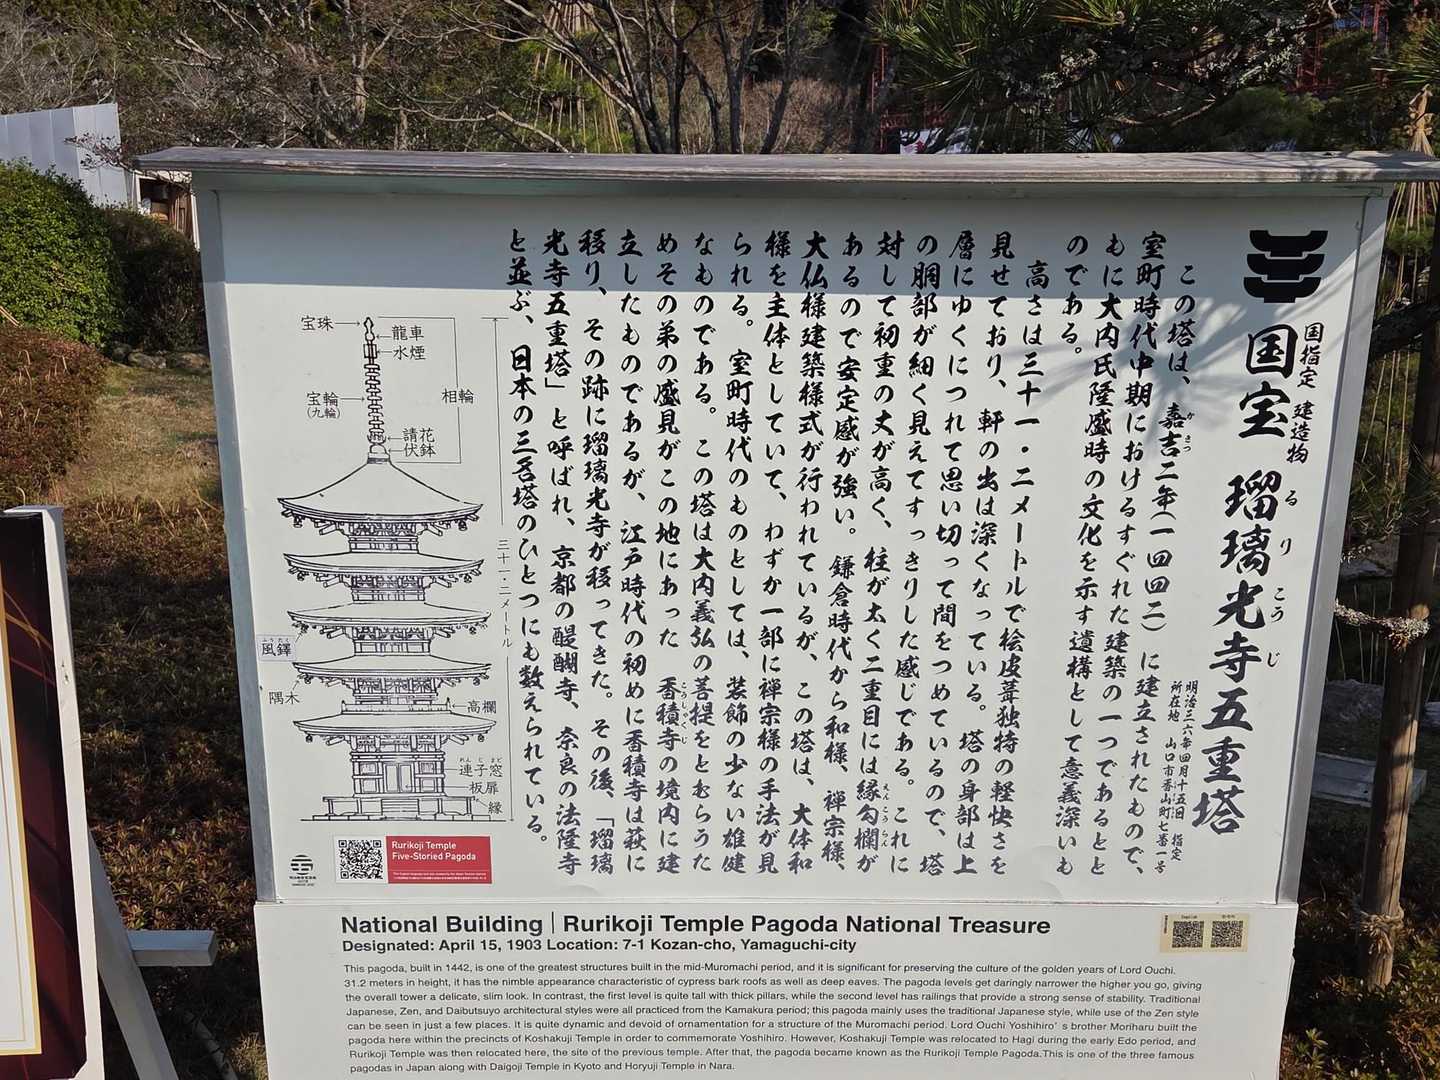 国指定 建造物
国宝 瑠璃光寺五重塔
るりこうじ
明治三六年四月十五日 指定
所在地 山口市香山町七番一号
この塔は、嘉吉二年(一四四二)に建立されたもので、
かきつ
室町時代中期におけるすぐれた建築の一つであるとと
もに大内氏隆盛時の文化を示す遺構として意義深いも
のである。
高さは三十一・二メートルで桧皮葺独特の軽快さを
見せており、軒の出は深くなっている。塔の身部は上
層にゆくにつれて思い切って間をつめているので、塔
の胴部が細く見えてすっきりした感じである。これに
対して初重の丈が高く、柱が太く二重目には縁勾欄が
えんこうらん
あるので安定感が強い。鎌倉時代から和様、禅宗様、
大仏様建築様式が行われているが、この塔は、大体和
様を主体としていて、わずか一部に禅宗様の手法が見
られる。室町時代のものとしては、装飾の少ない雄健
なものである。この塔は大内義弘の菩提をとむらうた
めその弟の盛見がこの地にあった香積寺の境内に建
こうしゃくじ
立したものであるが、江戸時代の初めに香積寺は萩に
移り、その跡に瑠璃光寺が移ってきた。その後、「瑠璃
光寺五重塔」と呼ばれ、京都の醍醐寺、奈良の法隆寺
と並ぶ、日本の三名塔のひとつにも数えられている。
宝珠
龍車
水煙
相輪
宝輪
(九輪)
請花
伏鉢
三十一・二メートル
ふうたく
風鐸
隅木
高欄
れんじまど
連子窓
板扉
縁
Rurikoji Temple
Five-Storied Pagoda
National Building | Rurikoji Temple Pagoda National Treasure
Designated: April 15, 1903 Location: 7-1 Kozan-cho, Yamaguchi-city
English
한국어
This pagoda, built in 1442, is one of the greatest structures built in the mid-Muromachi period, and it is significant for preserving the culture of the golden years of Lord Ouchi.
31.2 meters in height, it has the nimble appearance characteristic of cypress bark roofs as well as deep eaves. The pagoda levels get daringly narrower the higher you go, giving
the overall tower a delicate, slim look. In contrast, the first level is quite tall with thick pillars, while the second level has railings that provide a strong sense of stability. Traditional
Japanese, Zen, and Daibutsuyo architectural styles were all practiced from the Kamakura period; this pagoda mainly uses the traditional Japanese style, while use of the Zen style
can be seen in just a few places. It is quite dynamic and devoid of ornamentation for a structure of the Muromachi period. Lord Ouchi Yoshihiro's brother Moriharu built the
pagoda here within the precincts of Koshakuji Temple in order to commemorate Yoshihiro. However, Koshakuji Temple was relocated to Hagi during the early Edo period, and
Rurikoji Temple was then relocated here, the site of the previous temple. After that, the pagoda became known as the Rurikoji Temple Pagoda.This is one of the three famous
pagodas in Japan along with Daigoji Temple in Kyoto and Horyuji Temple in Nara.